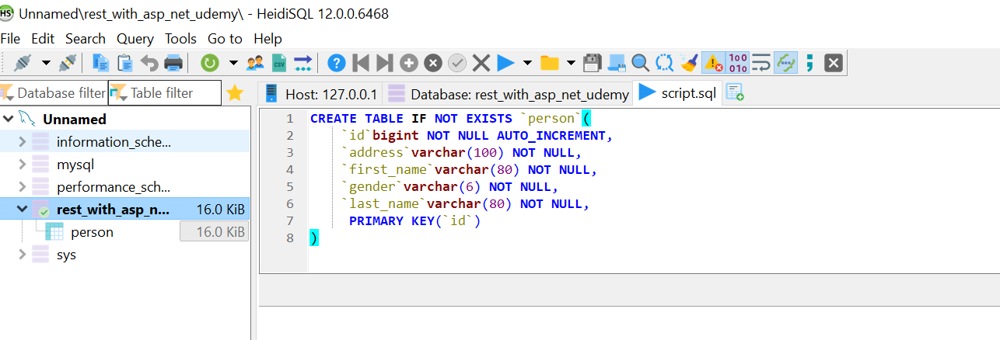 HS Unnamed\rest_with_asp_net_udemy\ - HeidiSQL 12.0.0.6468
File Edit Search Query Tools Go to Help
Database filter Table filter Host: 127.0.0.1 Database: rest_with_asp_net_udemy script.sql
Unnamed
information_sche...
mysql
performance_sch...
rest_with_asp_n... 16.0 KiB
person 16.0 KiB
sys
1 CREATE TABLE IF NOT EXISTS `person`(
2 `id`bigint NOT NULL AUTO_INCREMENT,
3 `address`varchar(100) NOT NULL,
4 `first_name`varchar(80) NOT NULL,
5 `gender`varchar(6) NOT NULL,
6 `last_name`varchar(80) NOT NULL,
7 PRIMARY KEY(`id`)
8 )